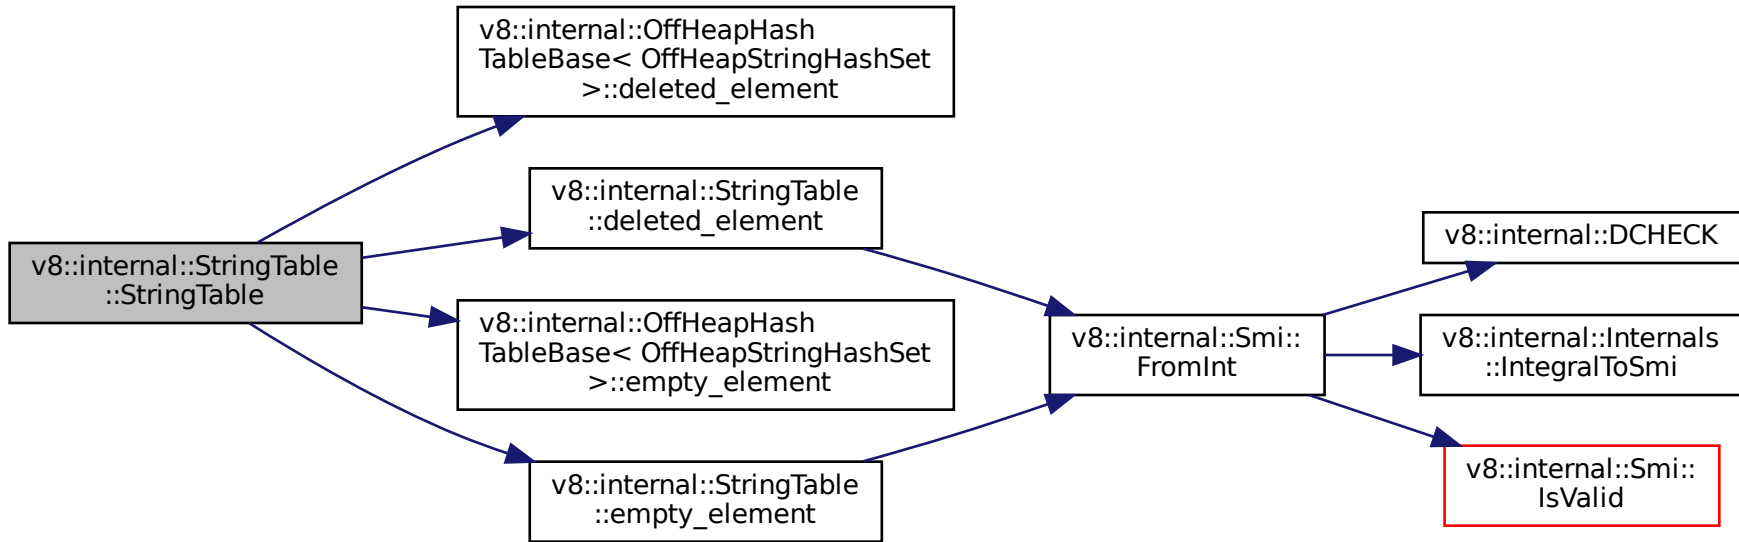 v8::internal::StringTable
::StringTable
v8::internal::OffHeapHash
TableBase< OffHeapStringHashSet
>::deleted_element
v8::internal::StringTable
::deleted_element
v8::internal::OffHeapHash
TableBase< OffHeapStringHashSet
>::empty_element
v8::internal::StringTable
::empty_element
v8::internal::Smi::
FromInt
v8::internal::DCHECK
v8::internal::Internals
::IntegralToSmi
v8::internal::Smi::
IsValid